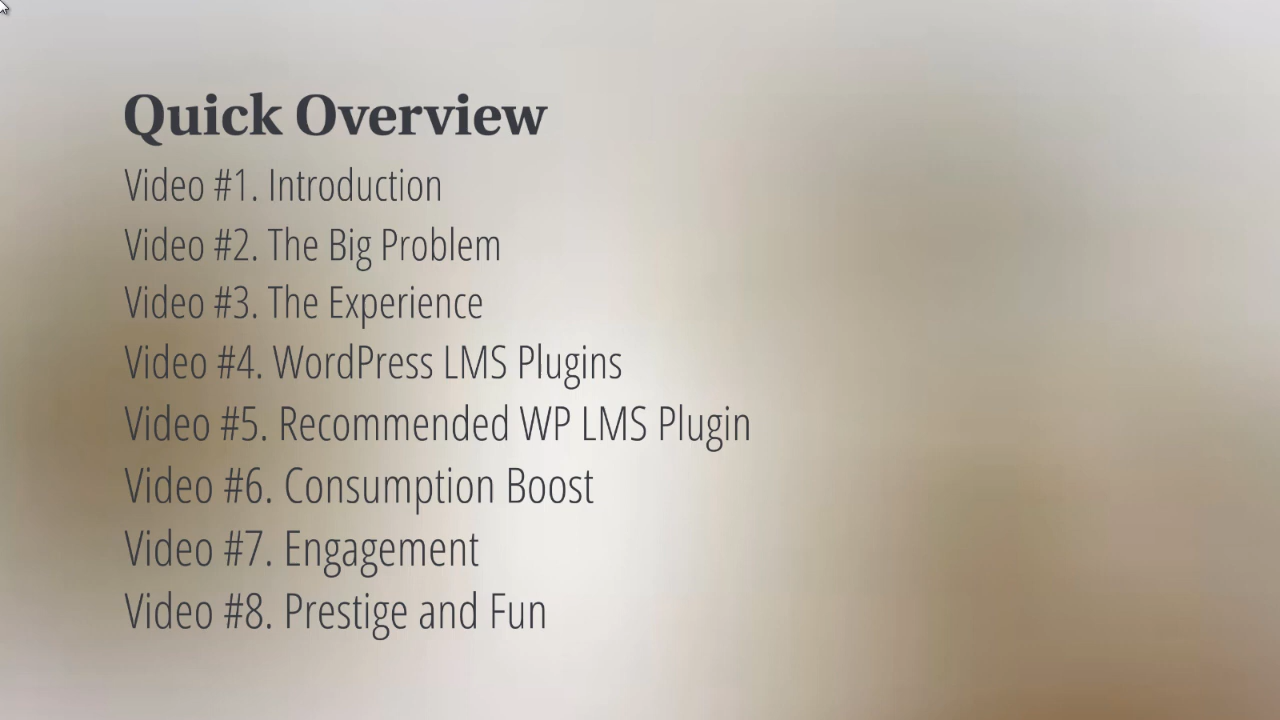 Quick Overview
Video #1. Introduction
Video #2. The Big Problem
Video #3. The Experience
Video #4. WordPress LMS Plugins
Video #5. Recommended WP LMS Plugin
Video #6. Consumption Boost
Video #7. Engagement
Video #8. Prestige and Fun